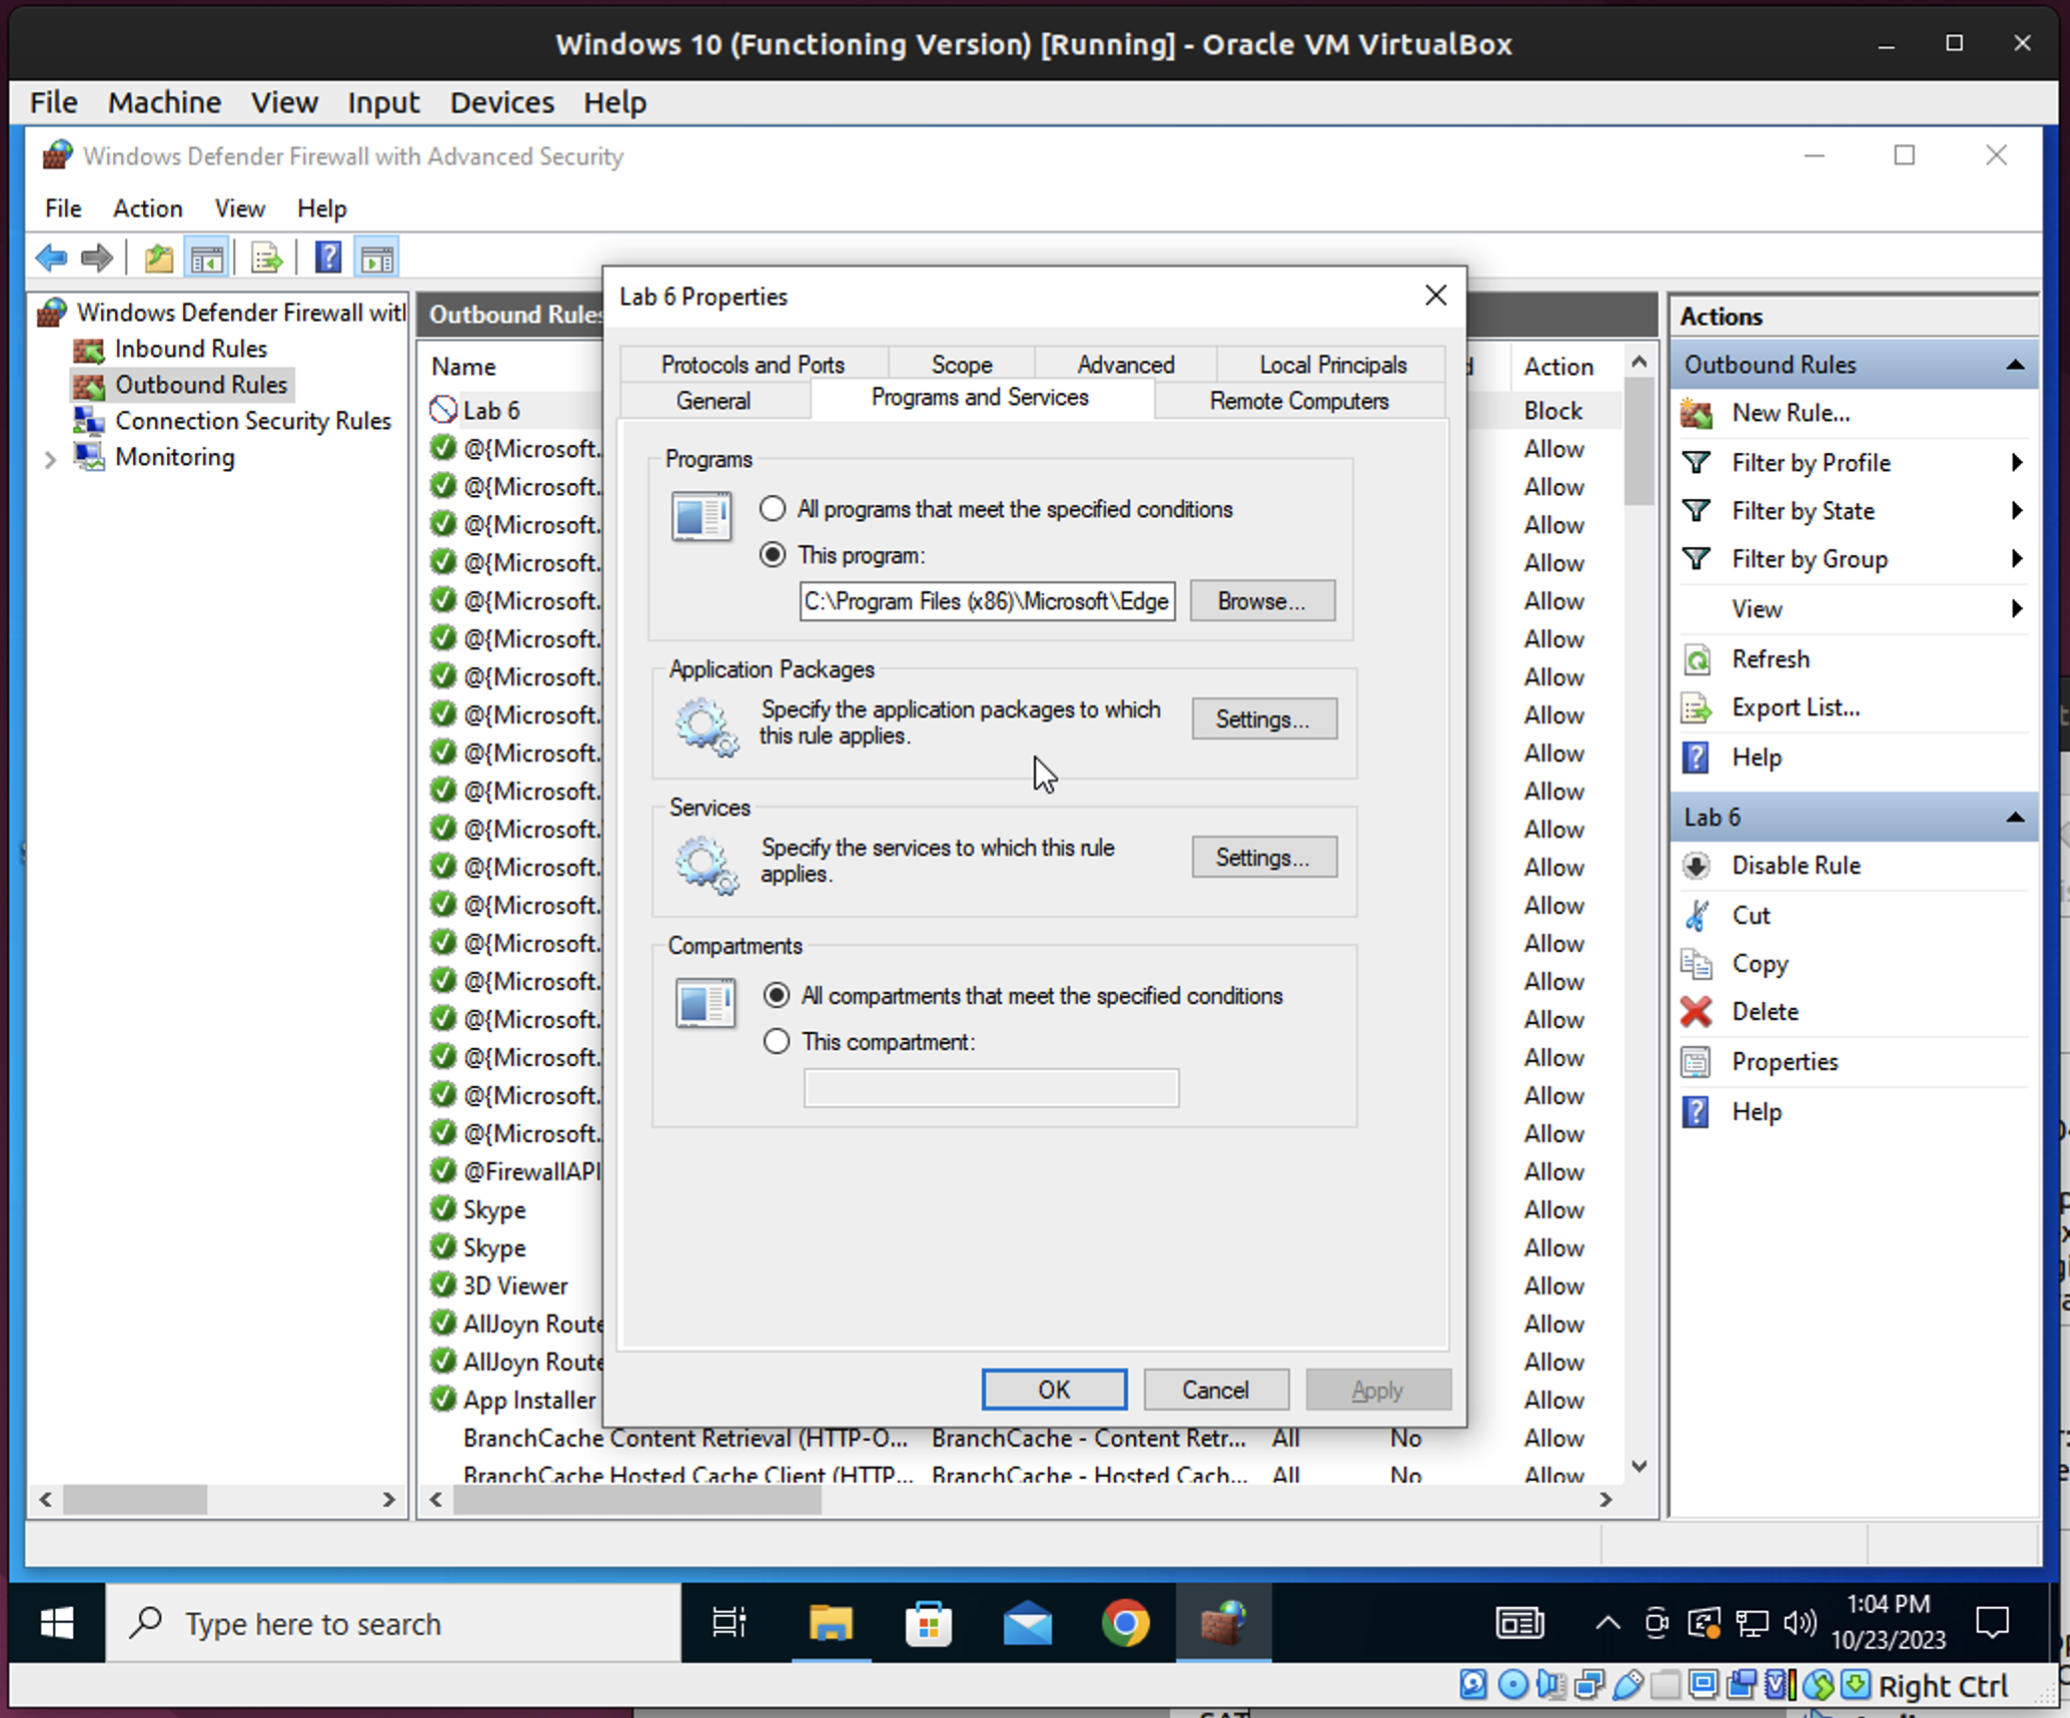 Windows 10 (Functioning Version) [Running] - Oracle VM VirtualBox
File Machine View Input Devices Help
Windows Defender Firewall with Advanced Security
File Action View Help
Windows Defender Firewall witl
Inbound Rules
Outbound Rules
Connection Security Rules
Monitoring
Outbound Rules
Name
Action
Lab 6
Block
@{Microsoft.
Allow
@{Microsoft.
Allow
@{Microsoft.
Allow
@{Microsoft.
Allow
@{Microsoft.
Allow
@{Microsoft.
Allow
@{Microsoft.
Allow
@{Microsoft.
Allow
@{Microsoft.
Allow
@{Microsoft.
Allow
@{Microsoft.
Allow
@{Microsoft.
Allow
@{Microsoft.
Allow
@{Microsoft.
Allow
@{Microsoft.
Allow
@{Microsoft.
Allow
@{Microsoft.
Allow
@{Microsoft.
Allow
@{Microsoft.
Allow
@FirewallAPI
Allow
Skype
Allow
Skype
Allow
3D Viewer
Allow
AllJoyn Route
Allow
AllJoyn Route
Allow
App Installer
Allow
BranchCache Content Retrieval (HTTP-O... BranchCache - Content Retr... All No Allow
BranchCache Hosted Cache Client (HTTP... BranchCache - Hosted Cach... All No Allow
Lab 6 Properties
Protocols and Ports Scope Advanced Local Principals
General Programs and Services Remote Computers
Programs
All programs that meet the specified conditions
This program:
C:\Program Files (x86)\Microsoft\Edge
Browse...
Application Packages
Specify the application packages to which
this rule applies.
Settings...
Services
Specify the services to which this rule
applies.
Settings...
Compartments
All compartments that meet the specified conditions
This compartment:
OK Cancel Apply
Actions
Outbound Rules
New Rule...
Filter by Profile
Filter by State
Filter by Group
View
Refresh
Export List...
Help
Lab 6
Disable Rule
Cut
Copy
Delete
Properties
Help
Type here to search
1:04 PM
10/23/2023
Right Ctrl